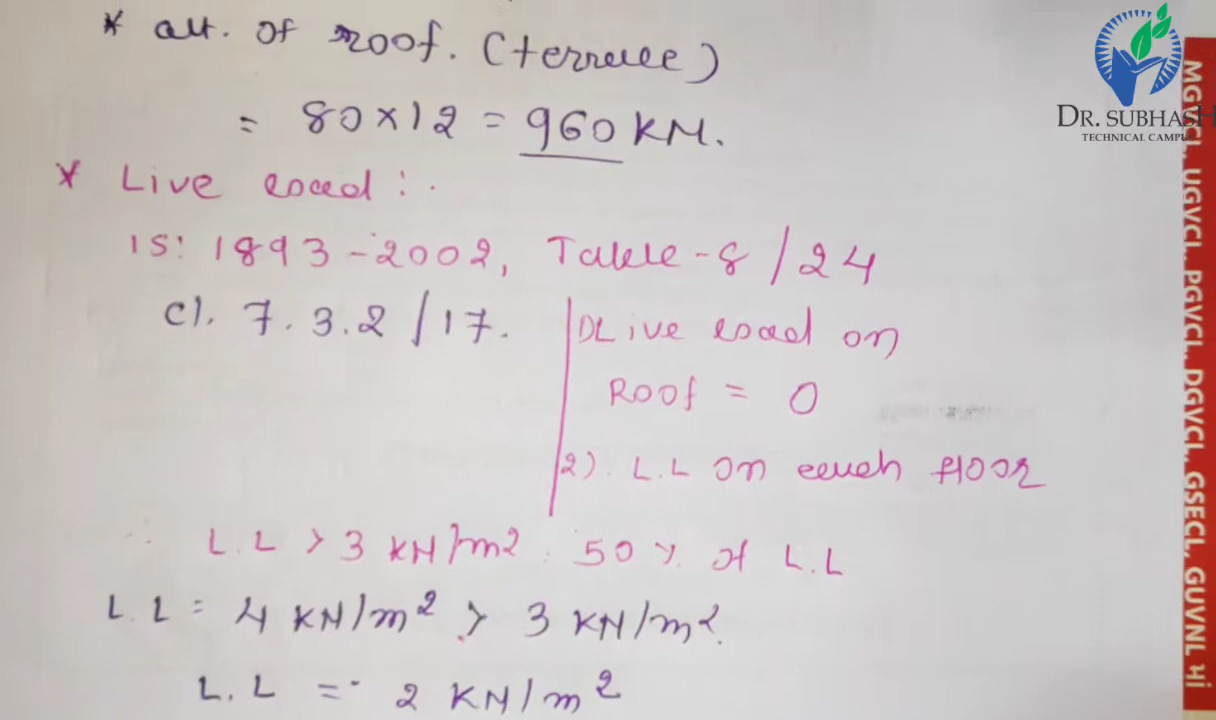 * wt. of roof. (terrace)
= 80×12 = 960 KN.
* Live load :-
IS: 1893-2002, Table-8/24
cl. 7.3.2/17.
1) Live load on
Roof = 0
2). L.L on each floor
∴ L.L > 3 KN/m2. 50 % of L.L
L.L = 4 KN/m2 > 3 KN/m2.
L.L = 2 KN/m2
DR. SUBHASH
TECHNICAL CAMPU
MGVCL, UGVCL, PGVCL, DGVCL, GSECL, GUVNL માં